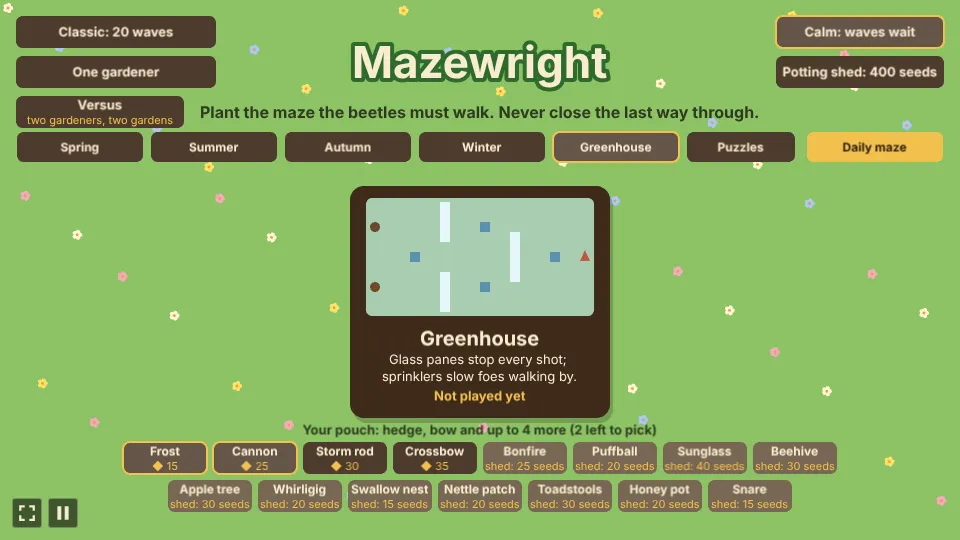 Classic: 20 waves
Calm: waves wait
Mazewright
One gardener
Potting shed: 400 seeds
Versus
two gardeners, two gardens
Plant the maze the beetles must walk. Never close the last way through.
Spring
Summer
Autumn
Winter
Greenhouse
Puzzles
Daily maze
Greenhouse
Glass panes stop every shot;
sprinklers slow foes walking by.
Not played yet
Your pouch: hedge, bow and up to 4 more (2 left to pick)
Frost
15
Cannon
25
Storm rod
30
Crossbow
35
Bonfire
shed: 25 seeds
Puffball
shed: 20 seeds
Sunglass
shed: 40 seeds
Beehive
shed: 30 seeds
Apple tree
shed: 30 seeds
Whirligig
shed: 20 seeds
Swallow nest
shed: 15 seeds
Nettle patch
shed: 20 seeds
Toadstools
shed: 30 seeds
Honey pot
shed: 20 seeds
Snare
shed: 15 seeds